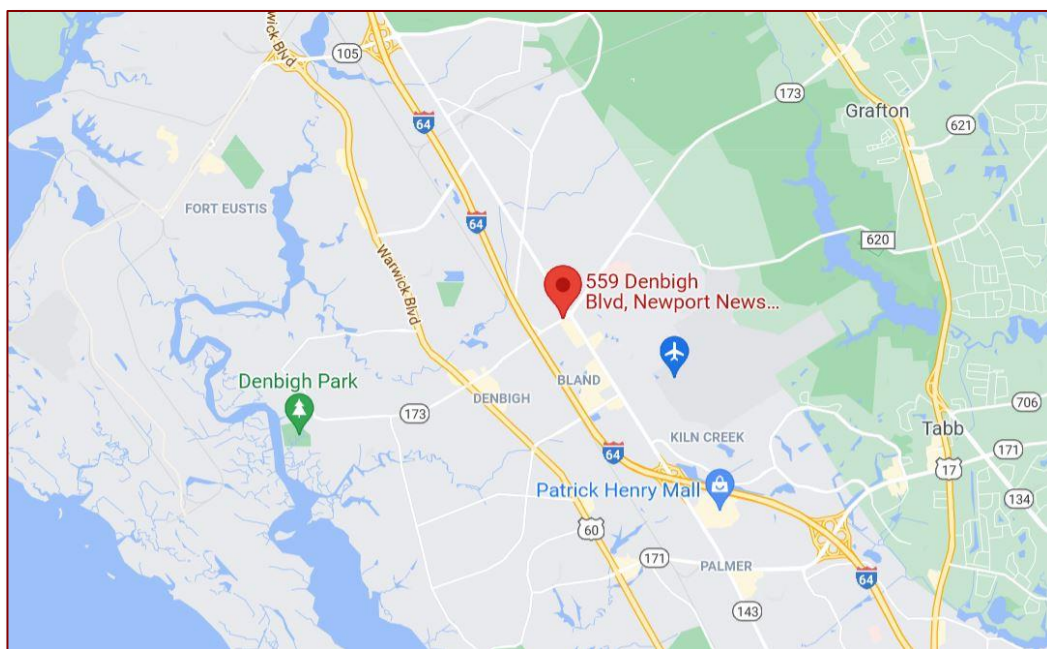 Warwick Blvd
105
64
173
Grafton
621
FORT EUSTIS
64
620
Warwick Blvd
559 Denbigh
Blvd, Newport News...
Denbigh Park
BLAND
173
DENBIGH
706
KILN CREEK
Tabb
64
171
17
Patrick Henry Mall
134
60
171
PALMER
64
143